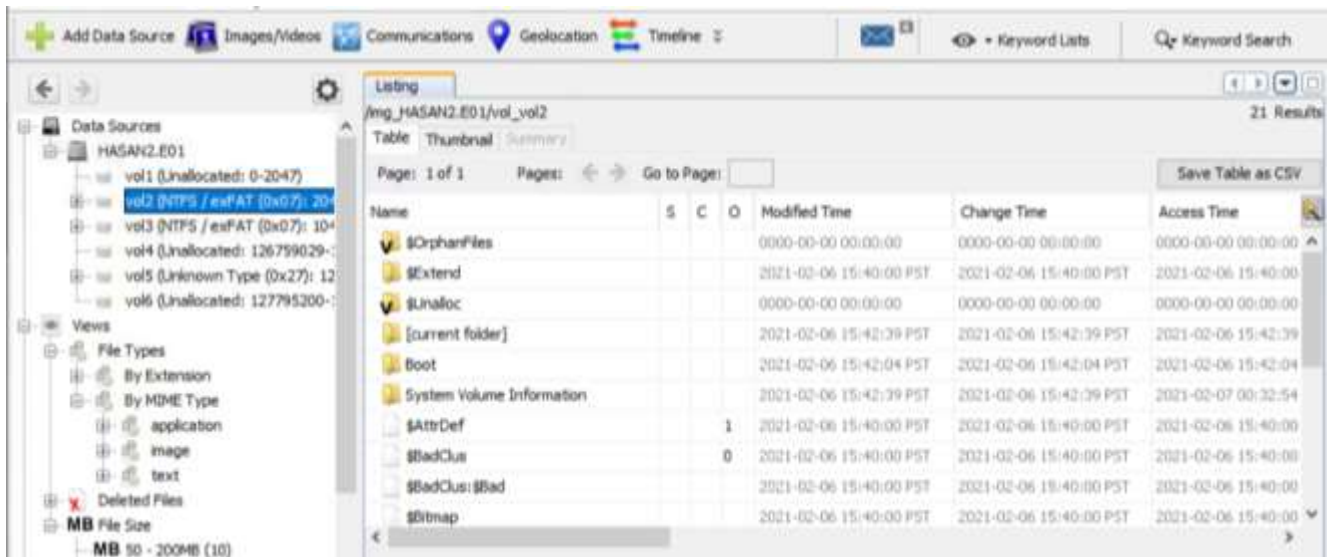 Add Data Source Images/Videos Communications Geolocation Timeline Keyword Lists Keyword Search
Listing
/img_HASAN2.E01/vol_vol2 21 Results
Table Thumbnail Summary
Page: 1 of 1 Pages: Go to Page: Save Table as CSV
Name S C O Modified Time Change Time Access Time
$OrphanFiles 0000-00-00 00:00:00 0000-00-00 00:00:00 0000-00-00 00:00:00
$Extend 2021-02-06 15:40:00 PST 2021-02-06 15:40:00 PST 2021-02-06 15:40:00
$Unalloc 0000-00-00 00:00:00 0000-00-00 00:00:00 0000-00-00 00:00:00
[current folder] 2021-02-06 15:42:39 PST 2021-02-06 15:42:39 PST 2021-02-06 15:42:39
Boot 2021-02-06 15:42:04 PST 2021-02-06 15:42:04 PST 2021-02-06 15:42:04
System Volume Information 2021-02-06 15:42:39 PST 2021-02-06 15:42:39 PST 2021-02-07 00:32:54
$AttrDef 1 2021-02-06 15:40:00 PST 2021-02-06 15:40:00 PST 2021-02-06 15:40:00
$BadClus 0 2021-02-06 15:40:00 PST 2021-02-06 15:40:00 PST 2021-02-06 15:40:00
$BadClus:$Bad 2021-02-06 15:40:00 PST 2021-02-06 15:40:00 PST 2021-02-06 15:40:00
$Bitmap 2021-02-06 15:40:00 PST 2021-02-06 15:40:00 PST 2021-02-06 15:40:00
Data Sources
HASAN2.E01
vol1 (Unallocated: 0-2047)
vol2 (NTFS / exFAT (0x07): 204
vol3 (NTFS / exFAT (0x07): 104
vol4 (Unallocated: 126759029-
vol5 (Unknown Type (0x27): 12
vol6 (Unallocated: 127795200-
Views
File Types
By Extension
By MIME Type
application
image
text
Deleted Files
MB File Size
MB 50 - 200MB (10)